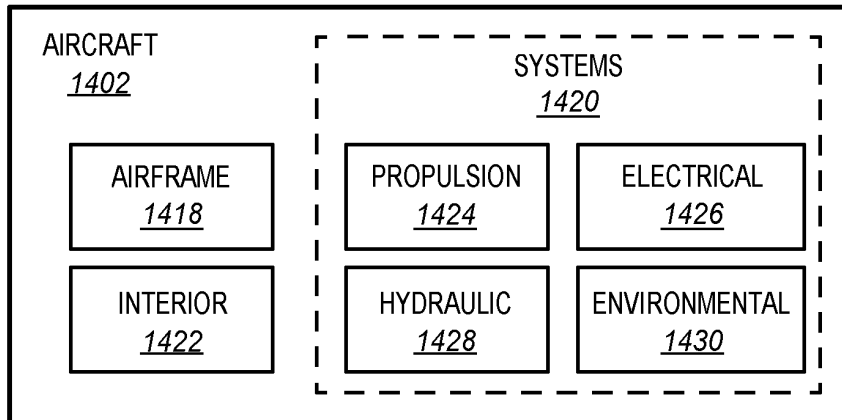 AIRCRAFT
1402
SYSTEMS
1420
AIRFRAME
1418
PROPULSION
1424
ELECTRICAL
1426
INTERIOR
1422
HYDRAULIC
1428
ENVIRONMENTAL
1430